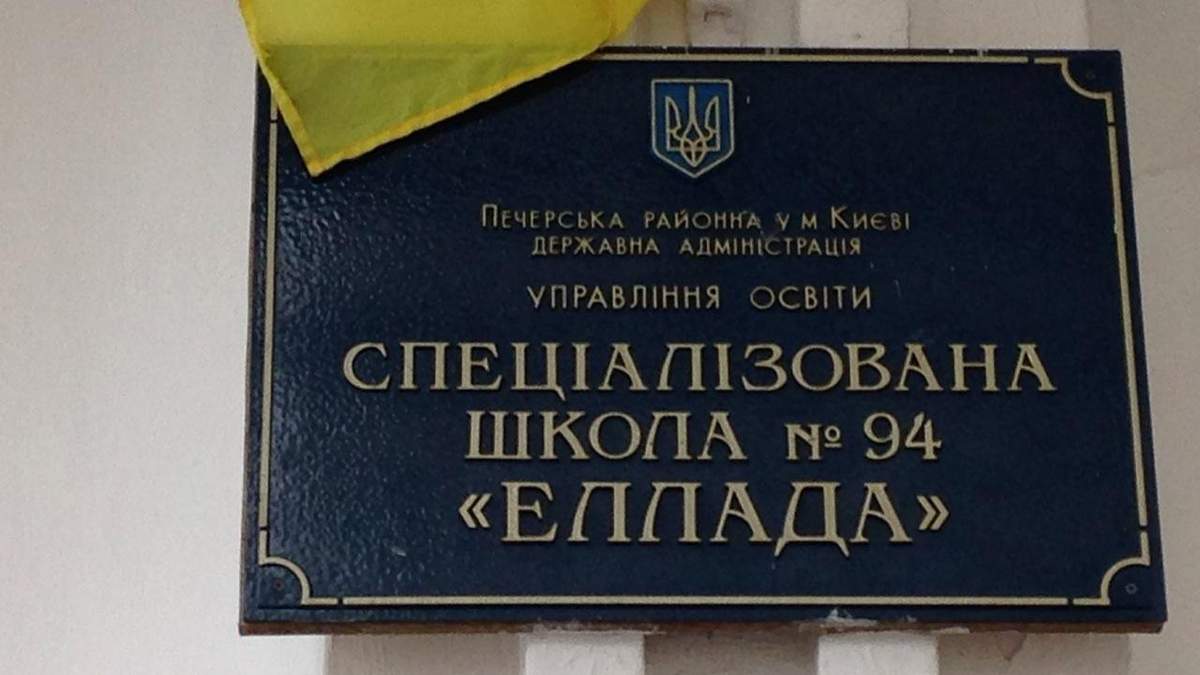 Печерська районна у м Києві
державна адміністрація
управління освіти
СПЕЦІАЛІЗОВАНА
ШКОЛА № 94
«ЕЛЛАДА»